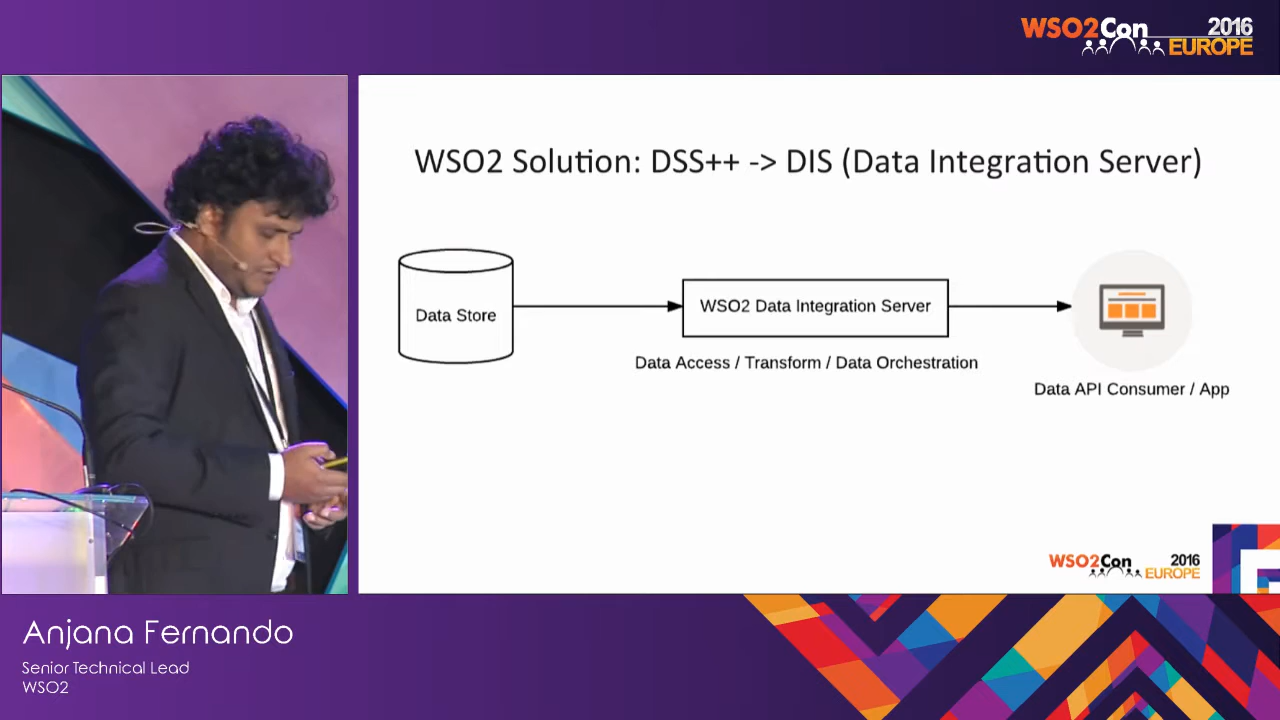 WSO2Con 2016
EUROPE
WSO2 Solution: DSS++ -> DIS (Data Integration Server)
Data Store
WSO2 Data Integration Server
Data Access / Transform / Data Orchestration
Data API Consumer / App
WSO2Con 2016
EUROPE
Anjana Fernando
Senior Technical Lead
WSO2